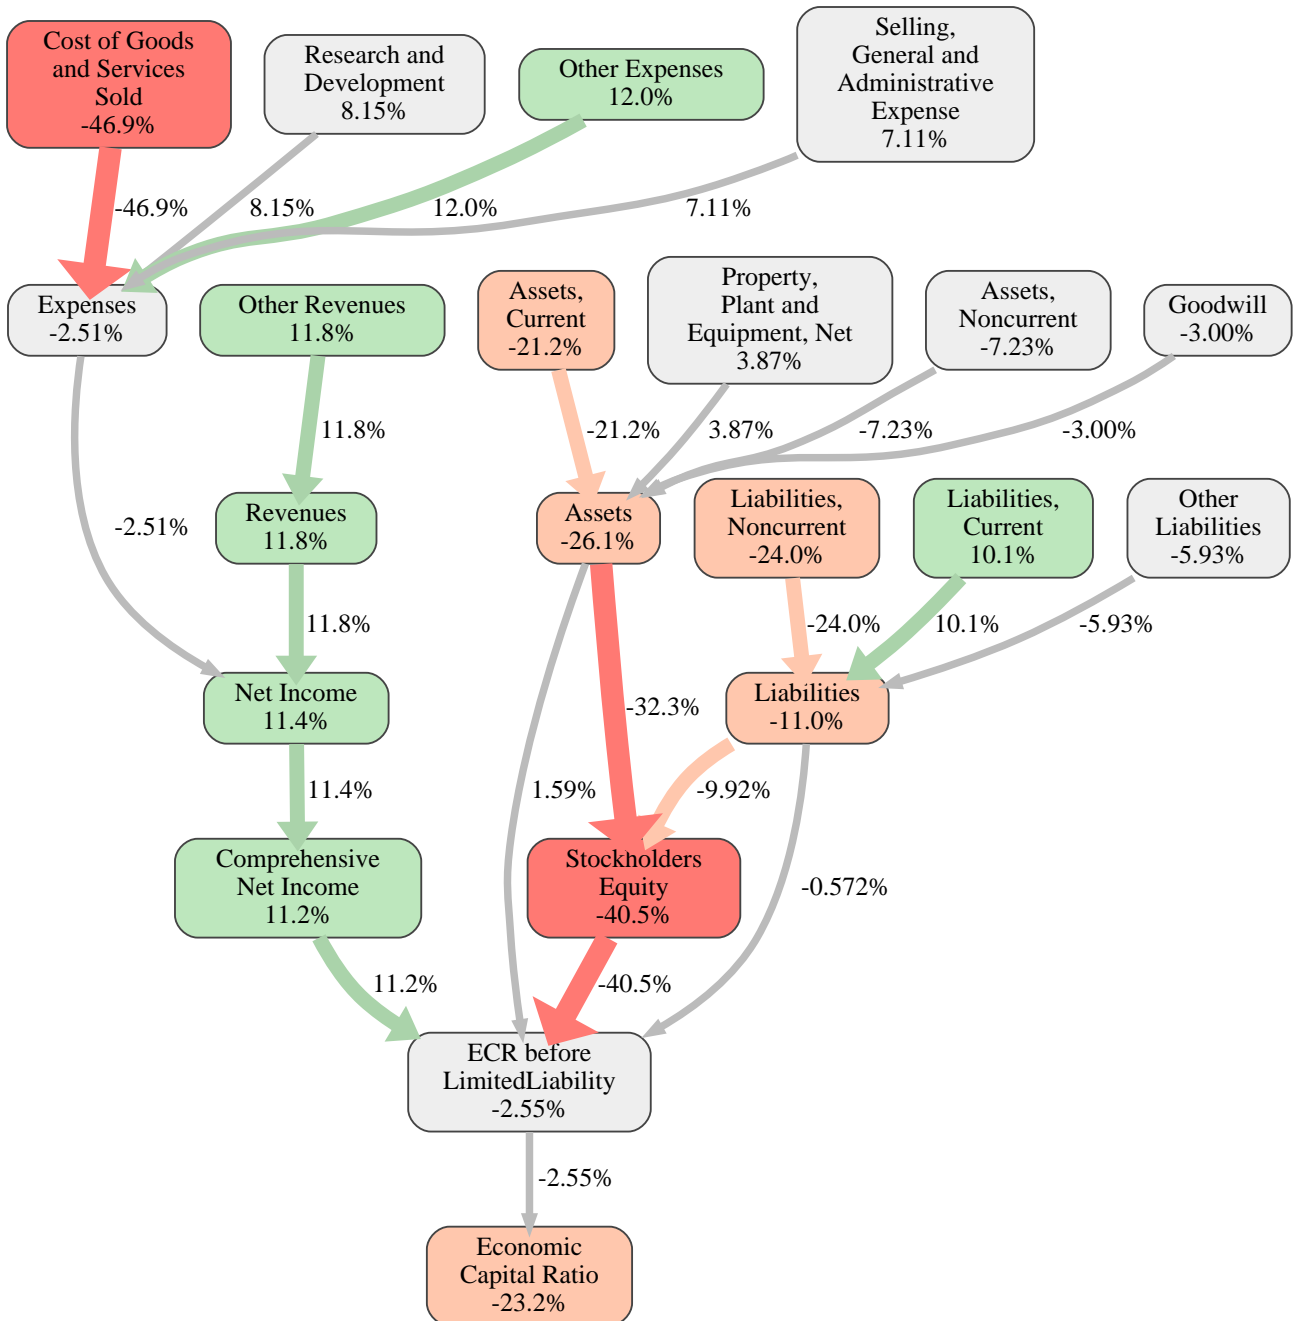 Cost of Goods
and Services
Sold
-46.9%
Research and
Development
8.15%
Other Expenses
12.0%
Selling,
General and
Administrative
Expense
7.11%
-46.9%
8.15%
12.0%
7.11%
Expenses
-2.51%
Other Revenues
11.8%
Assets,
Current
-21.2%
Property,
Plant and
Equipment, Net
3.87%
Assets,
Noncurrent
-7.23%
Goodwill
-3.00%
11.8%
-21.2%
3.87%
-7.23%
-3.00%
-2.51%
Revenues
11.8%
Assets
-26.1%
Liabilities,
Noncurrent
-24.0%
Liabilities,
Current
10.1%
Other
Liabilities
-5.93%
11.8%
-24.0%
10.1%
-5.93%
Net Income
11.4%
-32.3%
Liabilities
-11.0%
11.4%
1.59%
-9.92%
Comprehensive
Net Income
11.2%
Stockholders
Equity
-40.5%
-0.572%
11.2%
-40.5%
ECR before
LimitedLiability
-2.55%
-2.55%
Economic
Capital Ratio
-23.2%